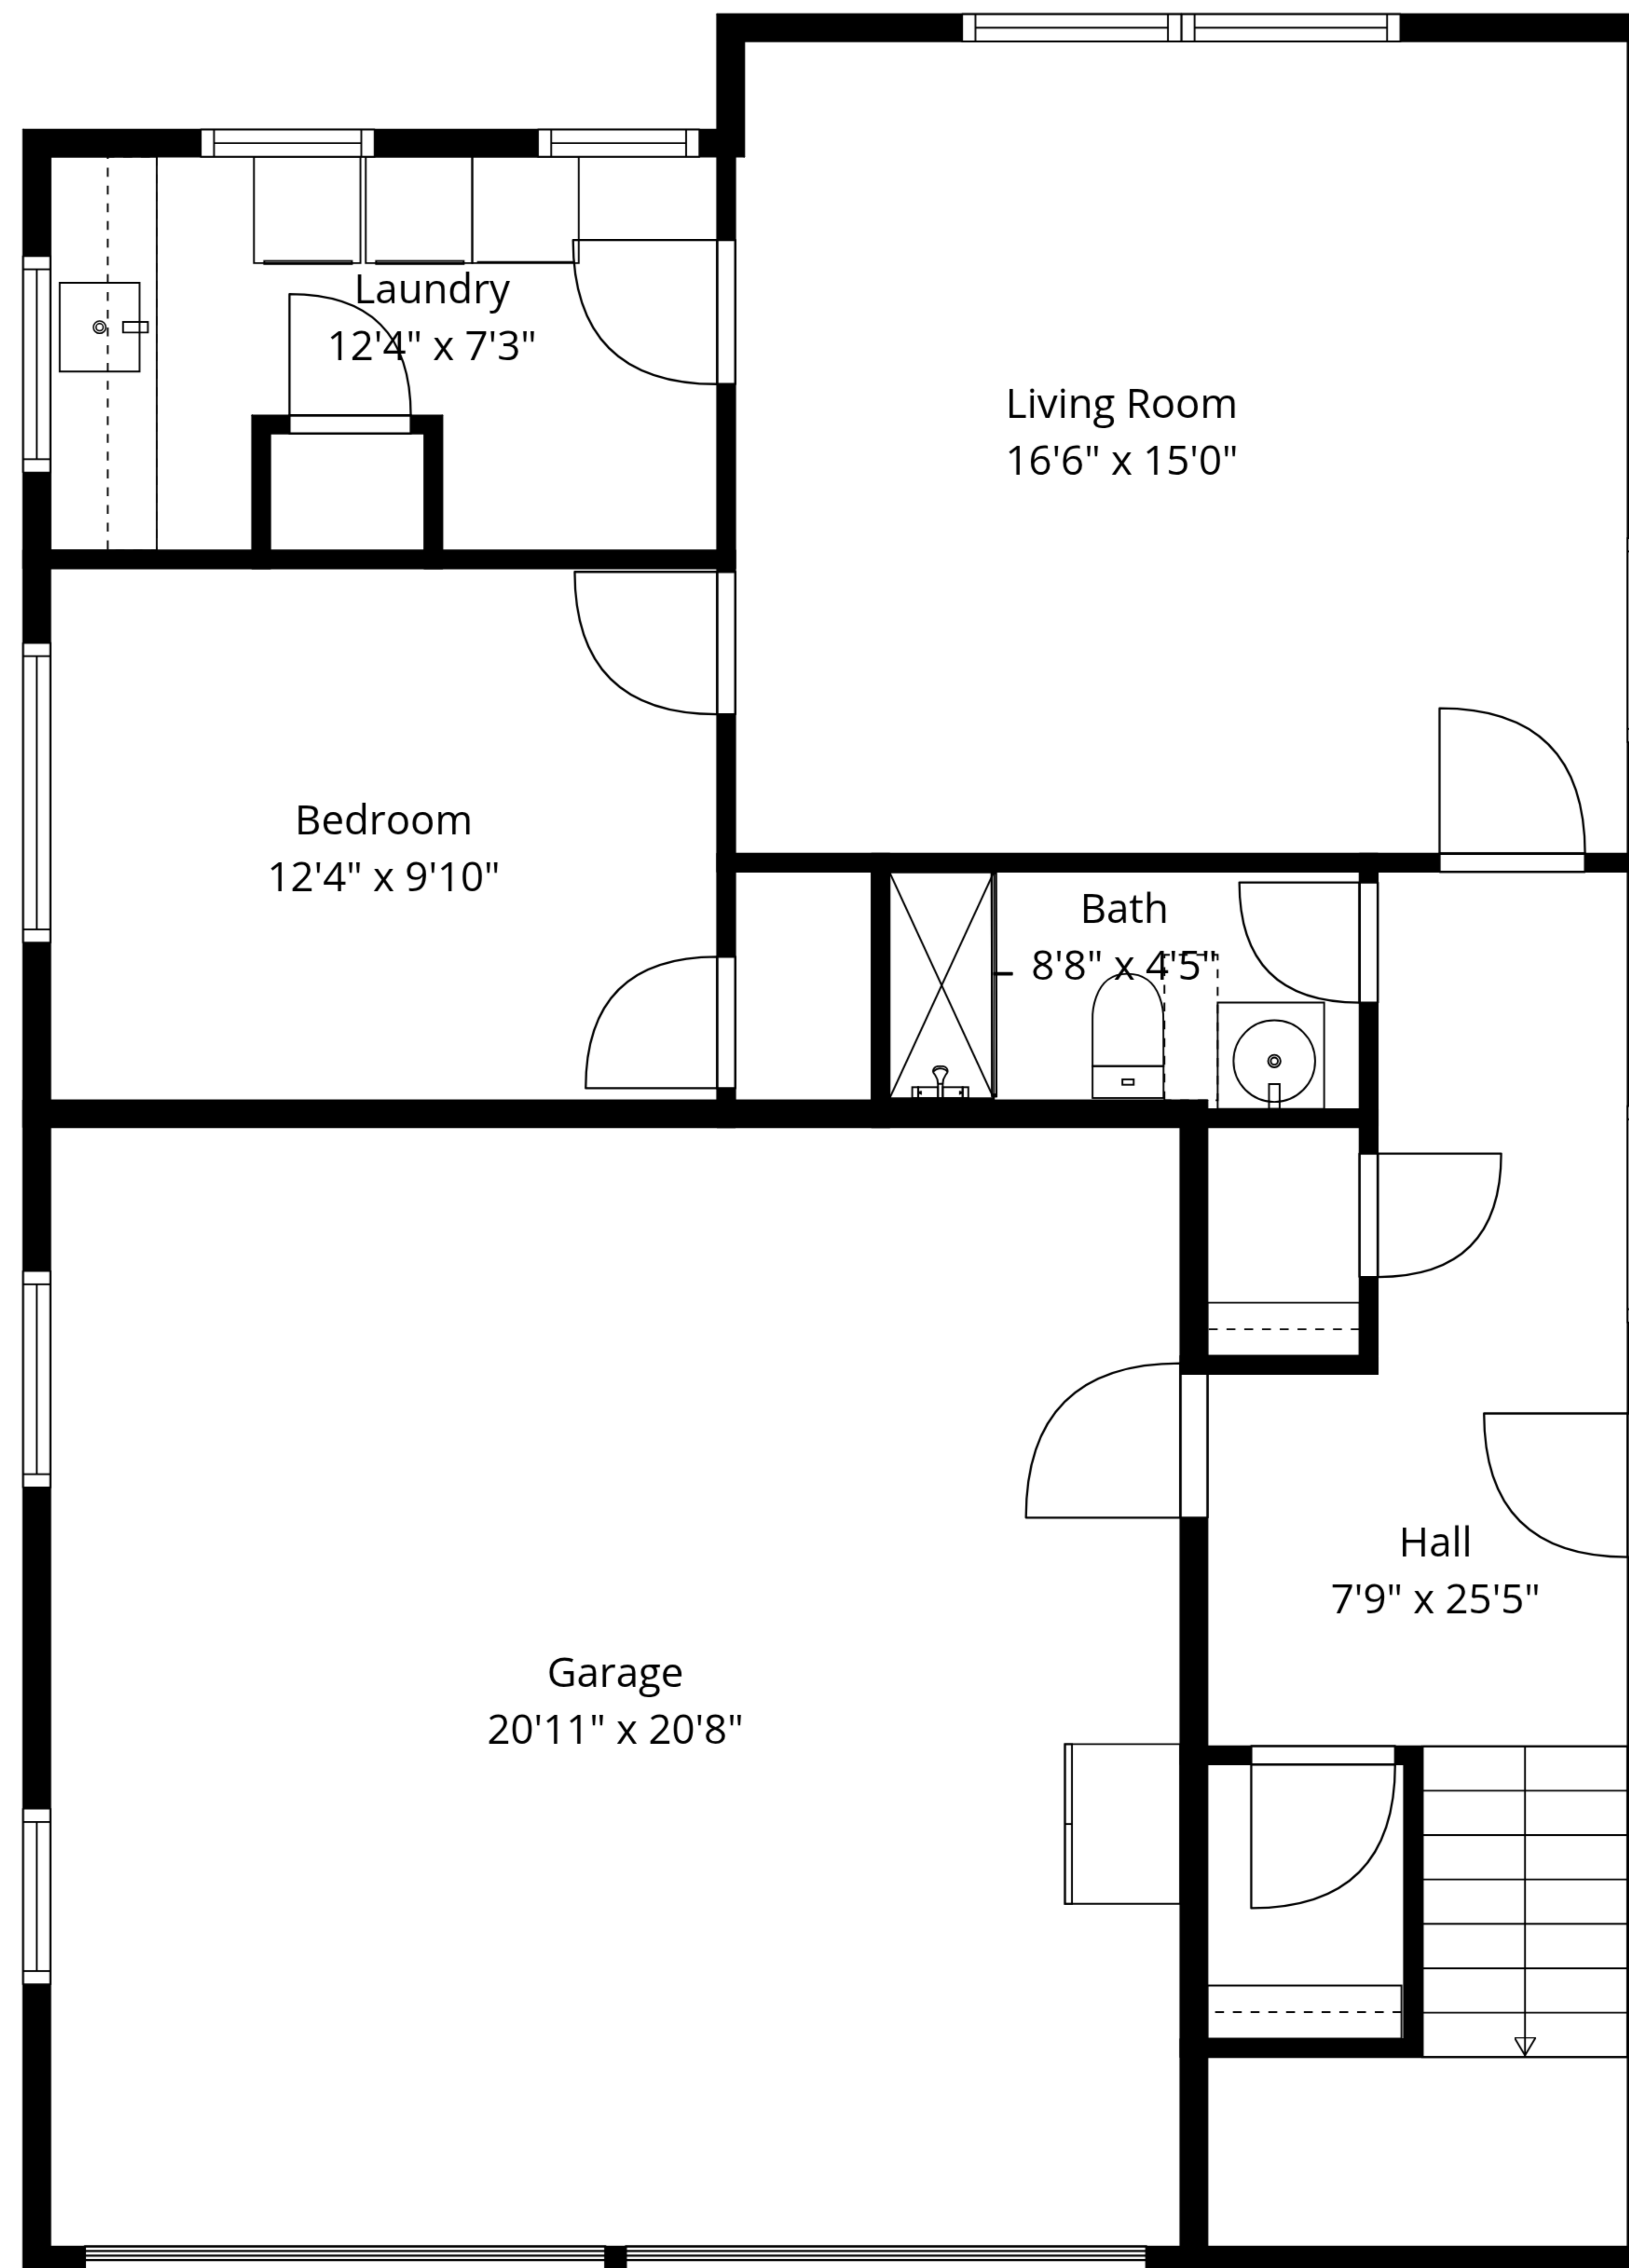 Laundry
12'4" x 7'3"
Living Room
16'6" x 15'0"
Bedroom
12'4" x 9'10"
Bath
8'8" x 4'5"
Hall
7'9" x 25'5"
Garage
20'11" x 20'8"